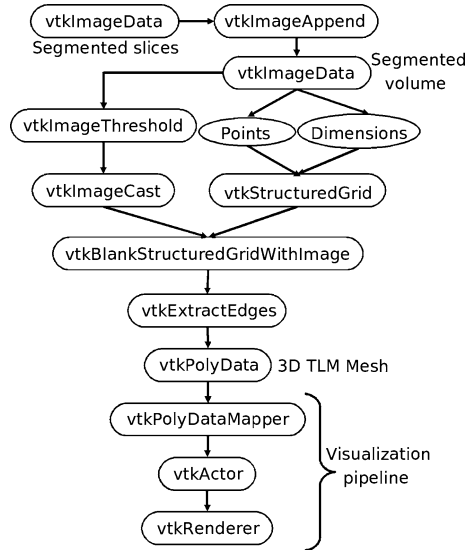 vtkImageData
vtkImageAppend
Segmented slices
vtkImageData
Segmented
volume
vtkImageThreshold
Points
Dimensions
vtkImageCast
vtkStructuredGrid
vtkBlankStructuredGridWithImage
vtkExtractEdges
vtkPolyData
3D TLM Mesh
vtkPolyDataMapper
vtkActor
Visualization
pipeline
vtkRenderer